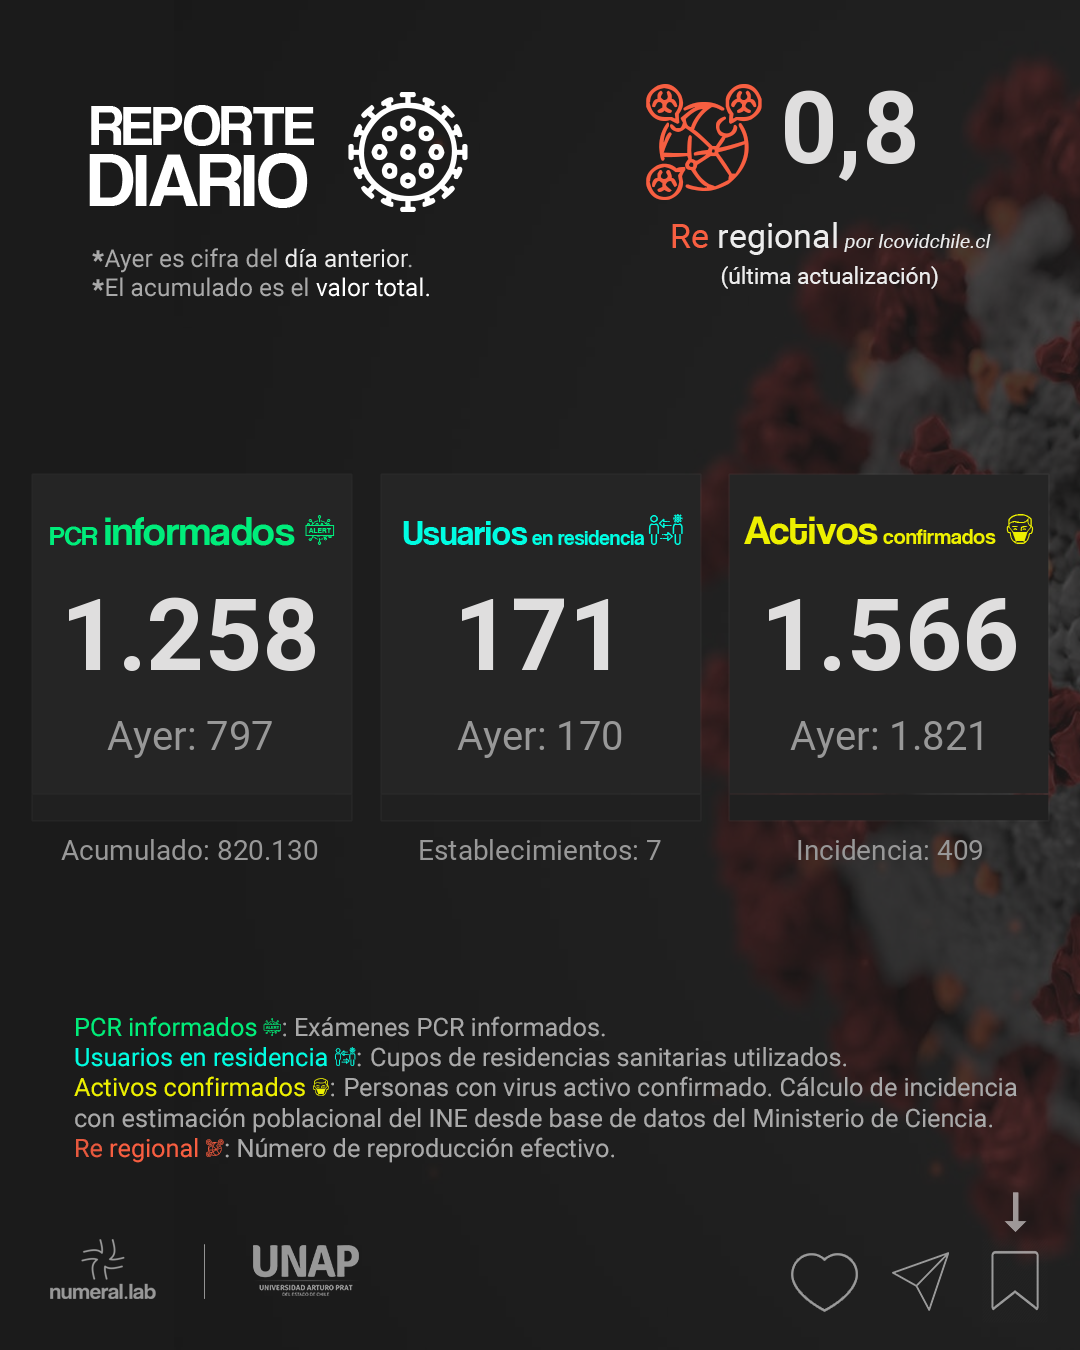 REPORTE
DIARIO
*Ayer es cifra del día anterior.
*El acumulado es el valor total.
0,8
Re regional por Icovidchile.cl
(última actualización)
PCR informados ALERT
1.258
Ayer: 797
Acumulado: 820.130
Usuarios en residencia
171
Ayer: 170
Establecimientos: 7
Activos confirmados
1.566
Ayer: 1.821
Incidencia: 409
PCR informados ALERT: Exámenes PCR informados.
Usuarios en residencia : Cupos de residencias sanitarias utilizados.
Activos confirmados : Personas con virus activo confirmado. Cálculo de incidencia
con estimación poblacional del INE desde base de datos del Ministerio de Ciencia.
Re regional : Número de reproducción efectivo.
numeral.lab
UNAP
UNIVERSIDAD ARTURO PRAT
DEL ESTADO DE CHILE